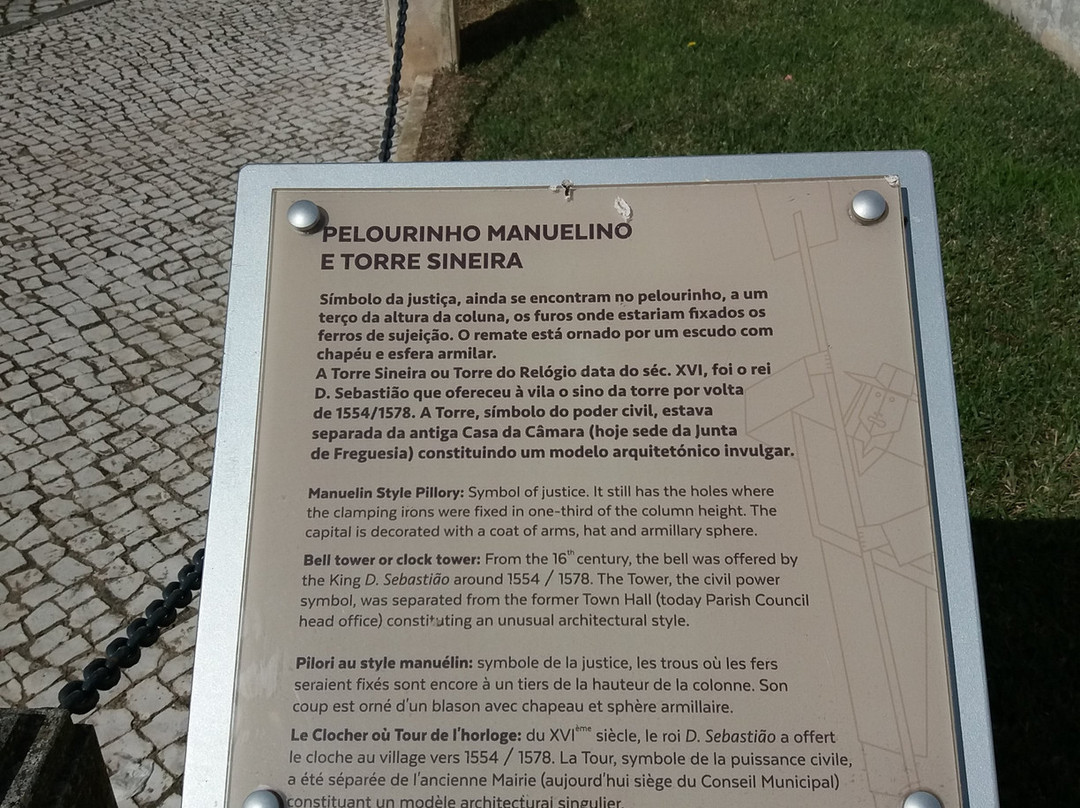 PELOURINHO MANUELINO
E TORRE SINEIRA
Símbolo da justiça, ainda se encontram no pelourinho, a um
terço da altura da coluna, os furos onde estariam fixados os
ferros de sujeição. O remate está ornado por um escudo com
chapéu e esfera armilar.
A Torre Sineira ou Torre do Relógio data do séc. XVI, foi o rei
D. Sebastião que ofereceu à vila o sino da torre por volta
de 1554/1578. A Torre, símbolo do poder civil, estava
separada da antiga Casa da Câmara (hoje sede da Junta
de Freguesia) constituindo um modelo arquitetónico invulgar.
Manuelin Style Pillory: Symbol of justice. It still has the holes where
the clamping irons were fixed in one-third of the column height. The
capital is decorated with a coat of arms, hat and armillary sphere.
Bell tower or clock tower: From the 16th century, the bell was offered by
the King D. Sebastião around 1554 / 1578. The Tower, the civil power
symbol, was separated from the former Town Hall (today Parish Council
head office) constituting an unusual architectural style.
Pilori au style manuélin: symbole de la justice, les trous où les fers
seraient fixés sont encore à un tiers de la hauteur de la colonne. Son
coup est orné d'un blason avec chapeau et sphère armillaire.
Le Clocher où Tour de l'horloge: du XVIème siècle, le roi D. Sebastião a offert
le cloche au village vers 1554 / 1578. La Tour, symbole de la puissance civile,
a été séparée de l'ancienne Mairie (aujourd'hui siège du Conseil Municipal)
constituant un modèle architectural singulier.